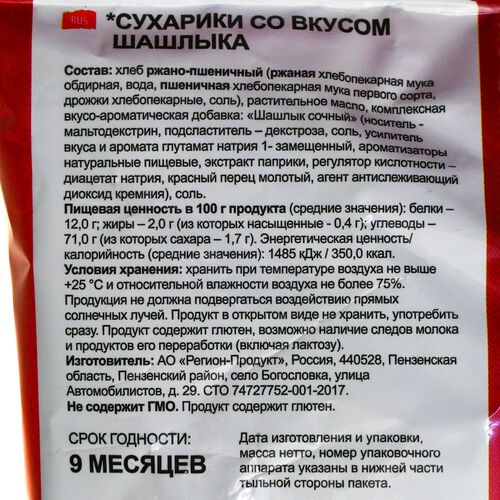 RUS
*СУХАРИКИ СО ВКУСОМ
ШАШЛЫКА
Состав: хлеб ржано-пшеничный (ржаная хлебопекарная мука
обдирная, вода, пшеничная хлебопекарная мука первого сорта,
дрожжи хлебопекарные, соль), растительное масло, комплексная
вкусо-ароматическая добавка: «Шашлык сочный» (носитель -
мальтодекстрин, подсластитель – декстроза, соль, усилитель
вкуса и аромата глутамат натрия 1- замещенный, ароматизаторы
натуральные пищевые, экстракт паприки, регулятор кислотности –
диацетат натрия, красный перец молотый, агент антислеживающий
диоксид кремния), соль.
Пищевая ценность в 100 г продукта (средние значения): белки –
12,0 г; жиры – 2,0 г (из которых насыщенные - 0,4 г); углеводы –
71,0 г (из которых сахара – 1,7 г). Энергетическая ценность/
калорийность (средние значения): 1485 кДж / 350,0 ккал.
Условия хранения: хранить при температуре воздуха не выше
+25 °С и относительной влажности воздуха не более 75%.
Продукция не должна подвергаться воздействию прямых
солнечных лучей. Продукт в открытом виде не хранить, употребить
сразу. Продукт содержит глютен, возможно наличие следов молока
и продуктов его переработки (включая лактозу).
Изготовитель: АО «Регион-Продукт», Россия, 440528, Пензенская
область, Пензенский район, село Богословка, улица
Автомобилистов, д. 29. СТО 74727752-001-2017.
Не содержит ГМО. Продукт содержит глютен.
СРОК ГОДНОСТИ:
9 МЕСЯЦЕВ
Дата изготовления и упаковки,
масса нетто, номер упаковочного
аппарата указаны в нижней части
тыльной стороны пакета.